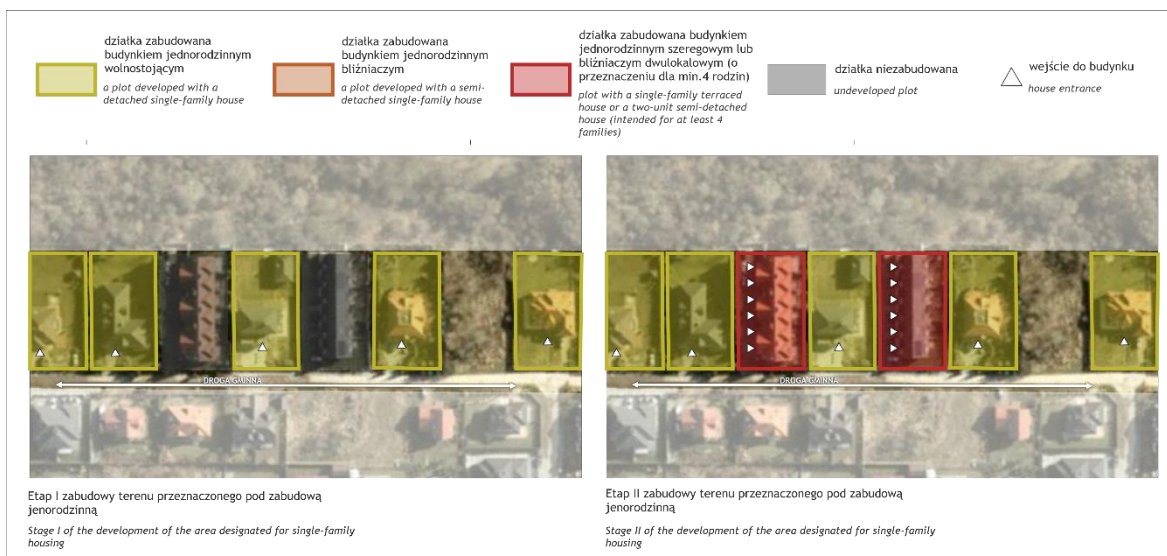 działka zabudowana
budynkiem jednorodzinnym
wolnostojącym
a plot developed with a
detached single-family house
działka zabudowana
budynkiem jednorodzinnym
bliźniaczym
a plot developed with a semi-
detached single-family house
działka zabudowana budynkiem
jednorodzinnym szeregowym lub
bliźniaczym dwulokalowym (o
przeznaczeniu dla min.4 rodzin)
plot with a single-family terraced
house or a two-unit semi-detached
house (intended for at least 4
families)
działka niezabudowana
undeveloped plot
wejście do budynku
house entrance
DROGA GMINNA
DROGA GMINNA
Etap I zabudowy terenu przeznaczonego pod zabudową
jenorodzinną
Stage I of the development of the area designated for single-family
housing
Etap II zabudowy terenu przeznaczonego pod zabudową
jenorodzinną
Stage II of the development of the area designated for single-family
housing